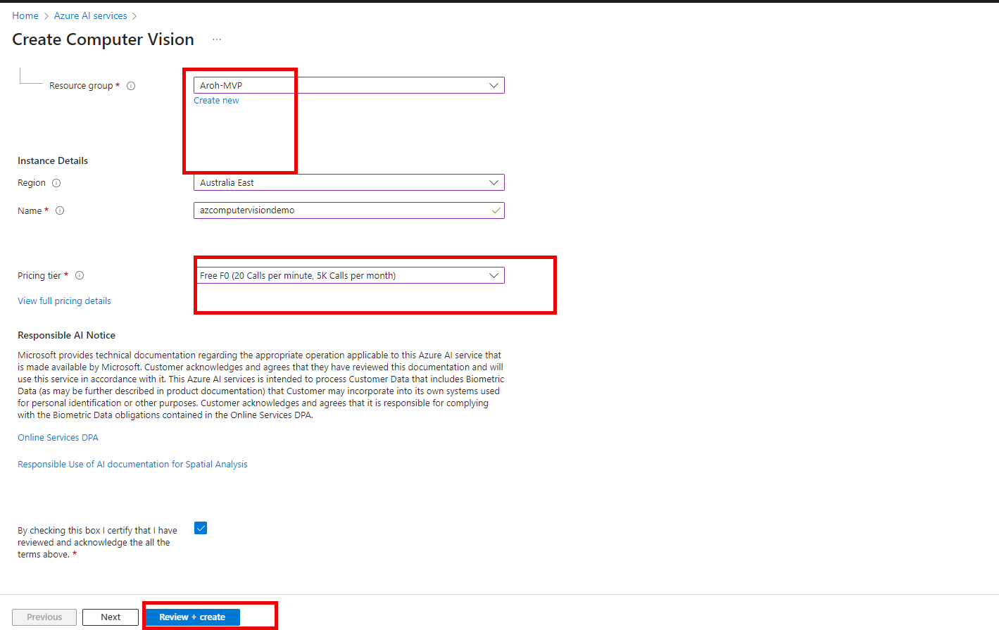 Home > Azure AI services >
Create Computer Vision ...
Resource group * Aroh-MVP
Create new
Instance Details
Region Australia East
Name * azcomputervisiondemo
Pricing tier * Free F0 (20 Calls per minute, 5K Calls per month)
View full pricing details
Responsible AI Notice
Microsoft provides technical documentation regarding the appropriate operation applicable to this Azure AI service that
is made available by Microsoft. Customer acknowledges and agrees that they have reviewed this documentation and will
use this service in accordance with it. This Azure AI services is intended to process Customer Data that includes Biometric
Data (as may be further described in product documentation) that Customer may incorporate into its own systems used
for personal identification or other purposes. Customer acknowledges and agrees that it is responsible for complying
with the Biometric Data obligations contained in the Online Services DPA.
Online Services DPA
Responsible Use of AI documentation for Spatial Analysis
By checking this box I certify that I have
reviewed and acknowledge the all the
terms above. *
Previous Next Review + create